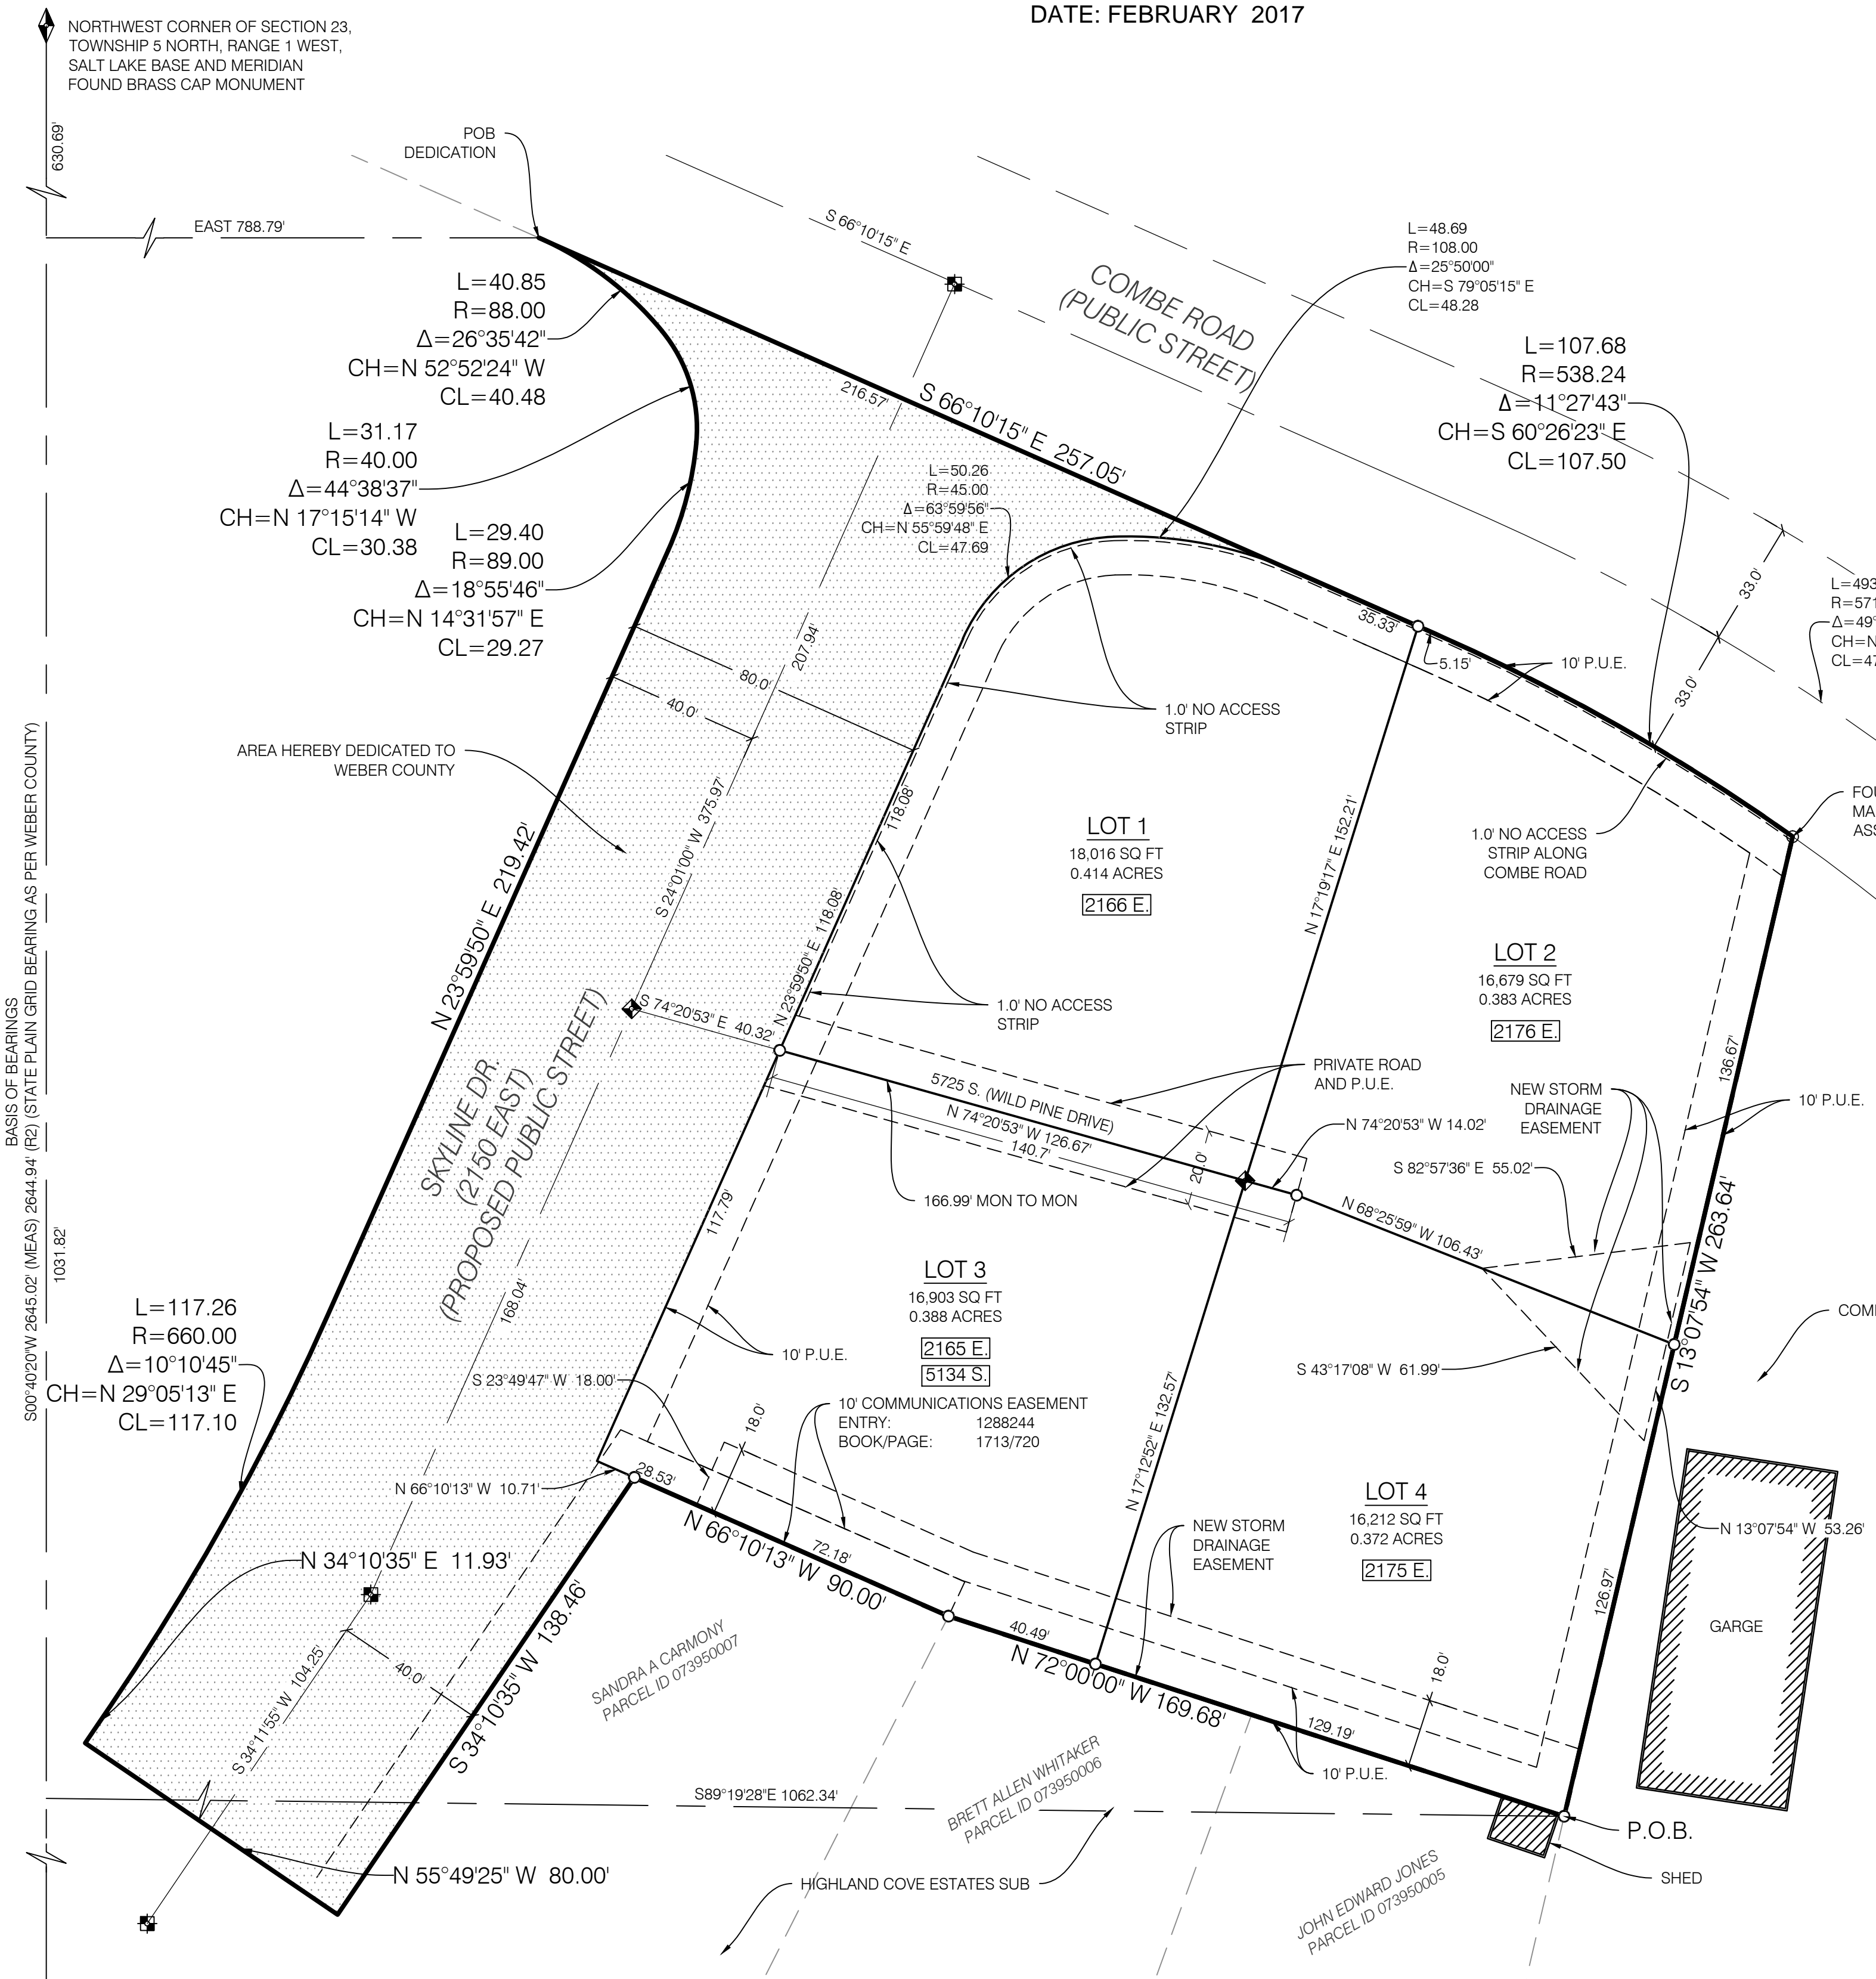 DATE: FEBRUARY 2017
NORTHWEST CORNER OF SECTION 23,
TOWNSHIP 5 NORTH, RANGE 1 WEST,
SALT LAKE BASE AND MERIDIAN
FOUND BRASS CAP MONUMENT
630.69'
POB
DEDICATION
EAST 788.79'
S 66°10'15" E
COMBE ROAD
(PUBLIC STREET)
L=48.69
R=108.00
Δ=25°50'00"
CH=S 79°05'15" E
CL=48.28
L=40.85
R=88.00
Δ=26°35'42"
CH=N 52°52'24" W
CL=40.48
L=107.68
R=538.24
Δ=11°27'43"
CH=S 60°26'23" E
CL=107.50
216.57'
S 66°10'15" E 257.05'
L=31.17
R=40.00
Δ=44°38'37"
CH=N 17°15'14" W
CL=30.38
L=50.26
R=45.00
Δ=63°59'56"
CH=N 55°59'48" E
CL=47.69
L=29.40
R=89.00
Δ=18°55'46"
CH=N 14°31'57" E
CL=29.27
33.0'
L=493
R=571
Δ=49°
CH=N
CL=47
35.33'
5.15'
10' P.U.E.
33.0'
207.94'
80.0'
40.0'
1.0' NO ACCESS
STRIP
AREA HEREBY DEDICATED TO
WEBER COUNTY
S 24°01'00" W 375.97'
118.08'
LOT 1
18,016 SQ FT
0.414 ACRES
2166 E.
N 17°19'17" E 152.21'
1.0' NO ACCESS
STRIP ALONG
COMBE ROAD
FOU
MA
ASS
N 23°59'50" E 219.42'
N 23°59'50" E 118.08'
LOT 2
16,679 SQ FT
0.383 ACRES
2176 E.
1.0' NO ACCESS
STRIP
S 74°20'53" E 40.32'
BASIS OF BEARINGS
S00°40'20"W 2645.02' (MEAS) 2644.94' (R2) (STATE PLAIN GRID BEARING AS PER WEBER COUNTY)
1031.82'
SKYLINE DR.
(2150 EAST)
(PROPOSED PUBLIC STREET)
5725 S. (WILD PINE DRIVE)
N 74°20'53" W 126.67'
140.7'
PRIVATE ROAD
AND P.U.E.
N 74°20'53" W 14.02'
20.0'
NEW STORM
DRAINAGE
EASEMENT
136.67'
10' P.U.E.
S 82°57'36" E 55.02'
166.99' MON TO MON
117.79'
N 68°25'59" W 106.43'
S 13°07'54" W 263.64'
168.04'
LOT 3
16,903 SQ FT
0.388 ACRES
2165 E.
5134 S.
10' P.U.E.
S 43°17'08" W 61.99'
COMB
L=117.26
R=660.00
Δ=10°10'45"
CH=N 29°05'13" E
CL=117.10
S 23°49'47" W 18.00'
10' COMMUNICATIONS EASEMENT
ENTRY: 1288244
BOOK/PAGE: 1713/720
18.0'
N 17°12'52" E 132.57'
28.53'
N 66°10'13" W 10.71'
LOT 4
16,212 SQ FT
0.372 ACRES
2175 E.
N 13°07'54" W 53.26'
72.18'
N 66°10'13" W 90.00'
NEW STORM
DRAINAGE
EASEMENT
N 34°10'35" E 11.93'
126.97'
GARGE
S 34°10'35" W 138.46'
SANDRA A CARMONY
PARCEL ID 073950007
40.49'
N 72°00'00" W 169.68'
18.0'
S 34°11'55" W 104.25'
40.0'
129.19'
10' P.U.E.
BRETT ALLEN WHITAKER
PARCEL ID 073950006
S89°19'28"E 1062.34'
P.O.B.
SHED
N 55°49'25" W 80.00'
HIGHLAND COVE ESTATES SUB
JOHN EDWARD JONES
PARCEL ID 073950005